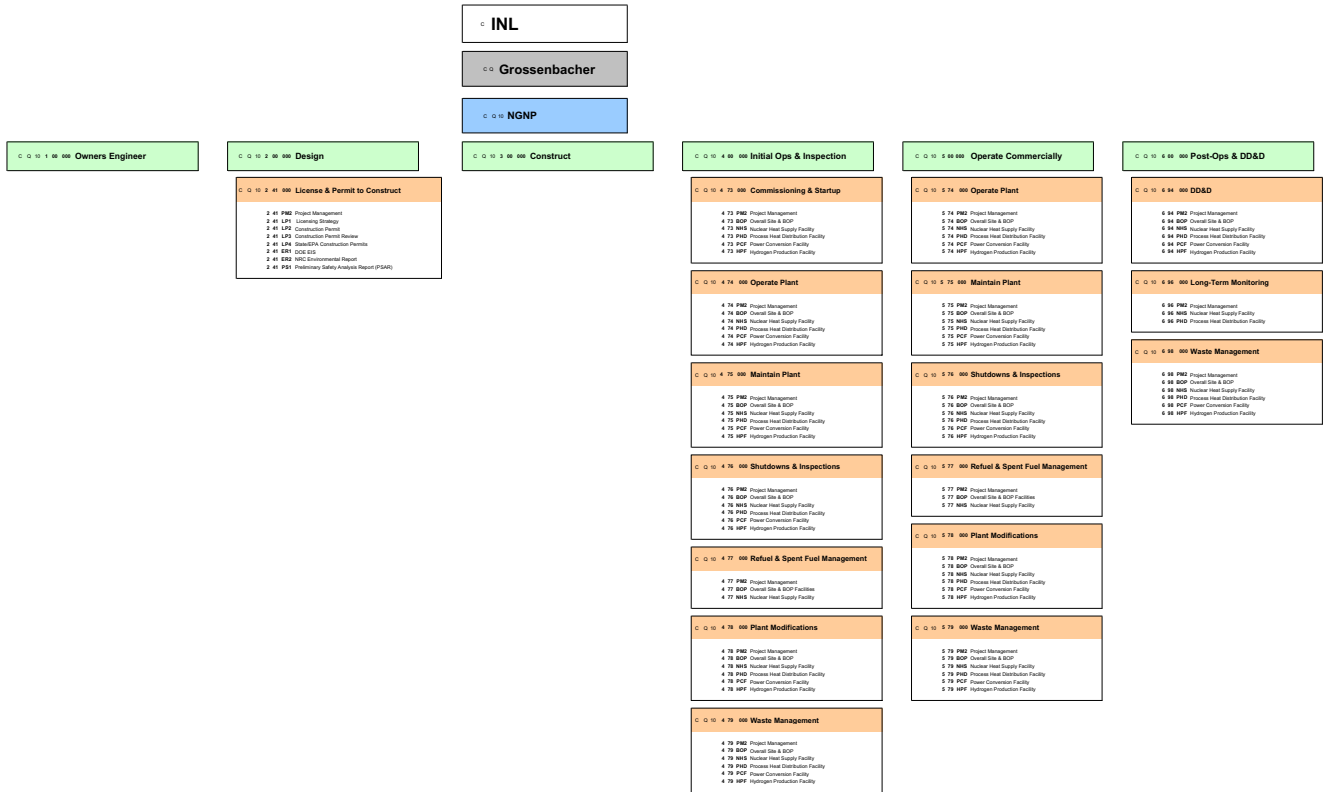 C INL
C Q Grossenbacher
C Q 10 NGNP
C Q 10 1 00 000 Owners Engineer
C Q 10 2 00 000 Design
C Q 10 3 00 000 Construct
C Q 10 4 00 000 Initial Ops & Inspection
C Q 10 5 00 000 Operate Commercially
C Q 10 6 00 000 Post-Ops & DD&D
C Q 10 2 41 000 License & Permit to Construct
2 41 PM2 Project Management
2 41 LP1 Licensing Strategy
2 41 LP2 Construction Permit
2 41 LP3 Construction Permit Review
2 41 LP4 State/EPA Construction Permits
2 41 ER1 DOE EIS
2 41 ER2 NRC Environmental Report
2 41 PS1 Preliminary Safety Analysis Report (PSAR)
C Q 10 4 73 000 Commissioning & Startup
4 73 PM2 Project Management
4 73 BOP Overall Site & BOP
4 73 NHS Nuclear Heat Supply Facility
4 73 PHD Process Heat Distribution Facility
4 73 PCF Power Conversion Facility
4 73 HPF Hydrogen Production Facility
C Q 10 4 74 000 Operate Plant
4 74 PM2 Project Management
4 74 BOP Overall Site & BOP
4 74 NHS Nuclear Heat Supply Facility
4 74 PHD Process Heat Distribution Facility
4 74 PCF Power Conversion Facility
4 74 HPF Hydrogen Production Facility
C Q 10 4 75 000 Maintain Plant
4 75 PM2 Project Management
4 75 BOP Overall Site & BOP
4 75 NHS Nuclear Heat Supply Facility
4 75 PHD Process Heat Distribution Facility
4 75 PCF Power Conversion Facility
4 75 HPF Hydrogen Production Facility
C Q 10 4 76 000 Shutdowns & Inspections
4 76 PM2 Project Management
4 76 BOP Overall Site & BOP
4 76 NHS Nuclear Heat Supply Facility
4 76 PHD Process Heat Distribution Facility
4 76 PCF Power Conversion Facility
4 76 HPF Hydrogen Production Facility
C Q 10 4 77 000 Refuel & Spent Fuel Management
4 77 PM2 Project Management
4 77 BOP Overall Site & BOP Facilities
4 77 NHS Nuclear Heat Supply Facility
C Q 10 4 78 000 Plant Modifications
4 78 PM2 Project Management
4 78 BOP Overall Site & BOP
4 78 NHS Nuclear Heat Supply Facility
4 78 PHD Process Heat Distribution Facility
4 78 PCF Power Conversion Facility
4 78 HPF Hydrogen Production Facility
C Q 10 4 79 000 Waste Management
4 79 PM2 Project Management
4 79 BOP Overall Site & BOP
4 79 NHS Nuclear Heat Supply Facility
4 79 PHD Process Heat Distribution Facility
4 79 PCF Power Conversion Facility
4 79 HPF Hydrogen Production Facility
C Q 10 5 74 000 Operate Plant
5 74 PM2 Project Management
5 74 BOP Overall Site & BOP
5 74 NHS Nuclear Heat Supply Facility
5 74 PHD Process Heat Distribution Facility
5 74 PCF Power Conversion Facility
5 74 HPF Hydrogen Production Facility
C Q 10 5 75 000 Maintain Plant
5 75 PM2 Project Management
5 75 BOP Overall Site & BOP
5 75 NHS Nuclear Heat Supply Facility
5 75 PHD Process Heat Distribution Facility
5 75 PCF Power Conversion Facility
5 75 HPF Hydrogen Production Facility
C Q 10 5 76 000 Shutdowns & Inspections
5 76 PM2 Project Management
5 76 BOP Overall Site & BOP
5 76 NHS Nuclear Heat Supply Facility
5 76 PHD Process Heat Distribution Facility
5 76 PCF Power Conversion Facility
5 76 HPF Hydrogen Production Facility
C Q 10 5 77 000 Refuel & Spent Fuel Management
5 77 PM2 Project Management
5 77 BOP Overall Site & BOP Facilities
5 77 NHS Nuclear Heat Supply Facility
C Q 10 5 78 000 Plant Modifications
5 78 PM2 Project Management
5 78 BOP Overall Site & BOP
5 78 NHS Nuclear Heat Supply Facility
5 78 PHD Process Heat Distribution Facility
5 78 PCF Power Conversion Facility
5 78 HPF Hydrogen Production Facility
C Q 10 5 79 000 Waste Management
5 79 PM2 Project Management
5 79 BOP Overall Site & BOP
5 79 NHS Nuclear Heat Supply Facility
5 79 PHD Process Heat Distribution Facility
5 79 PCF Power Conversion Facility
5 79 HPF Hydrogen Production Facility
C Q 10 6 94 000 DD&D
6 94 PM2 Project Management
6 94 BOP Overall Site & BOP
6 94 NHS Nuclear Heat Supply Facility
6 94 PHD Process Heat Distribution Facility
6 94 PCF Power Conversion Facility
6 94 HPF Hydrogen Production Facility
C Q 10 6 96 000 Long-Term Monitoring
6 96 PM2 Project Management
6 96 NHS Nuclear Heat Supply Facility
6 96 PHD Process Heat Distribution Facility
C Q 10 6 98 000 Waste Management
6 98 PM2 Project Management
6 98 BOP Overall Site & BOP
6 98 NHS Nuclear Heat Supply Facility
6 98 PHD Process Heat Distribution Facility
6 98 PCF Power Conversion Facility
6 98 HPF Hydrogen Production Facility